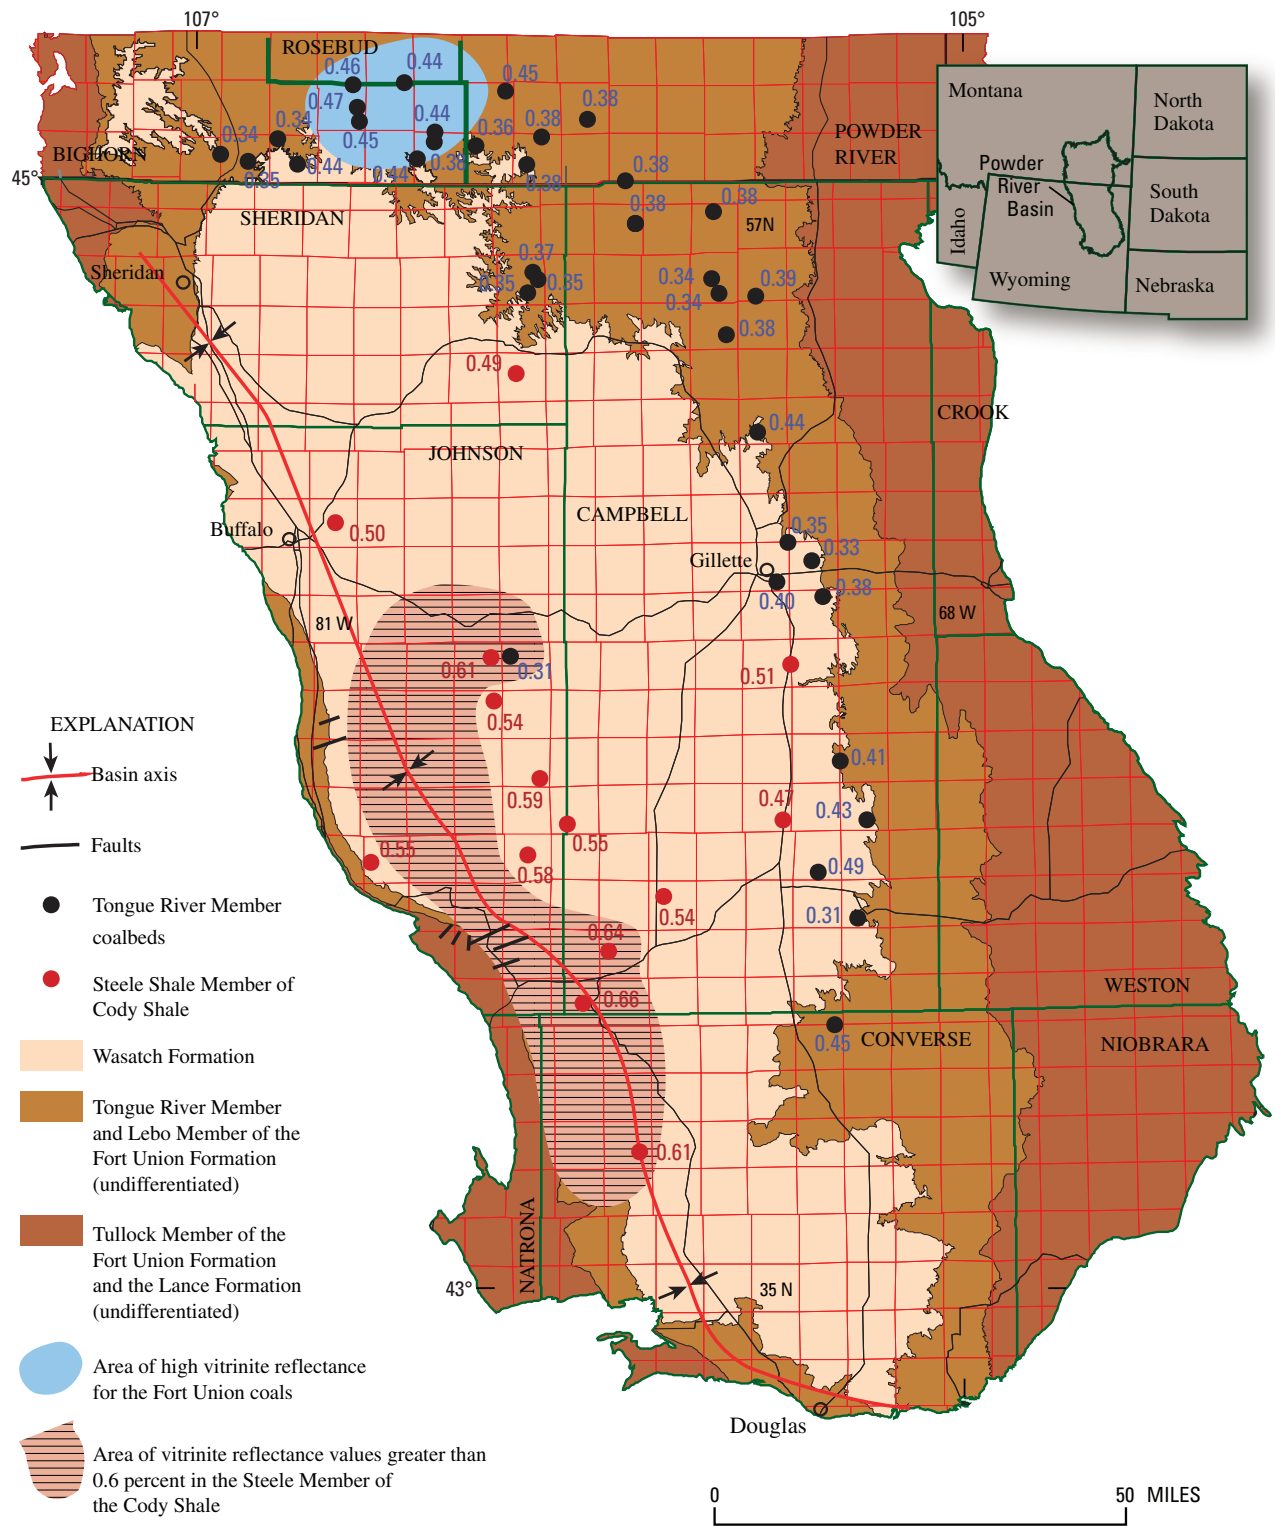 107°
105°
ROSEBUD
0.46
0.44
0.45
0.47
0.38
0.44
0.34
0.34
0.45
0.36
0.38
BIGHORN
0.35
0.44
0.44
0.38
0.38
0.38
POWDER
RIVER
45°
SHERIDAN
0.38
0.38
57N
Sheridan
0.37
0.35
0.35
0.34
0.34
0.39
0.38
Montana
North
Dakota
Powder
River
Basin
South
Dakota
Idaho
Wyoming
Nebraska
0.49
CROOK
0.44
JOHNSON
CAMPBELL
Buffalo
0.50
0.35
0.33
Gillette
0.40
0.38
81 W
68 W
0.61
0.31
0.51
0.54
0.41
0.59
0.47
0.43
0.55
0.55
0.58
0.49
0.54
0.31
0.64
0.66
WESTON
0.45
CONVERSE
NIOBRARA
0.61
NATRONA
43°
35 N
Douglas
EXPLANATION
Basin axis
Faults
Tongue River Member
coalbeds
Steele Shale Member of
Cody Shale
Wasatch Formation
Tongue River Member
and Lebo Member of the
Fort Union Formation
(undifferentiated)
Tullock Member of the
Fort Union Formation
and the Lance Formation
(undifferentiated)
Area of high vitrinite reflectance
for the Fort Union coals
Area of vitrinite reflectance values greater than
0.6 percent in the Steele Member of
the Cody Shale
0
50 MILES